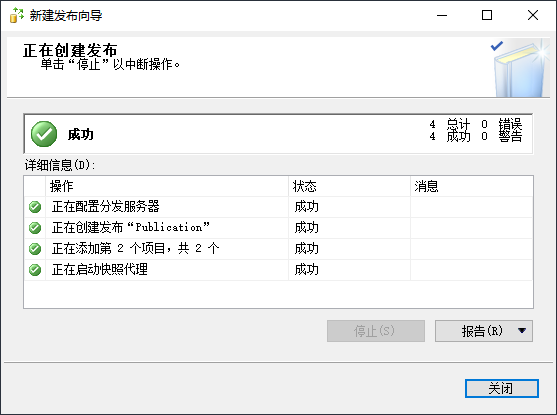 新建发布向导
正在创建发布
单击“停止”以中断操作。
成功
4 总计 0 错误
4 成功 0 警告
详细信息(D):
操作 状态 消息
正在配置分发服务器 成功
正在创建发布“Publication” 成功
正在添加第 2 个项目，共 2 个 成功
正在启动快照代理 成功
停止(S) 报告(R)
关闭